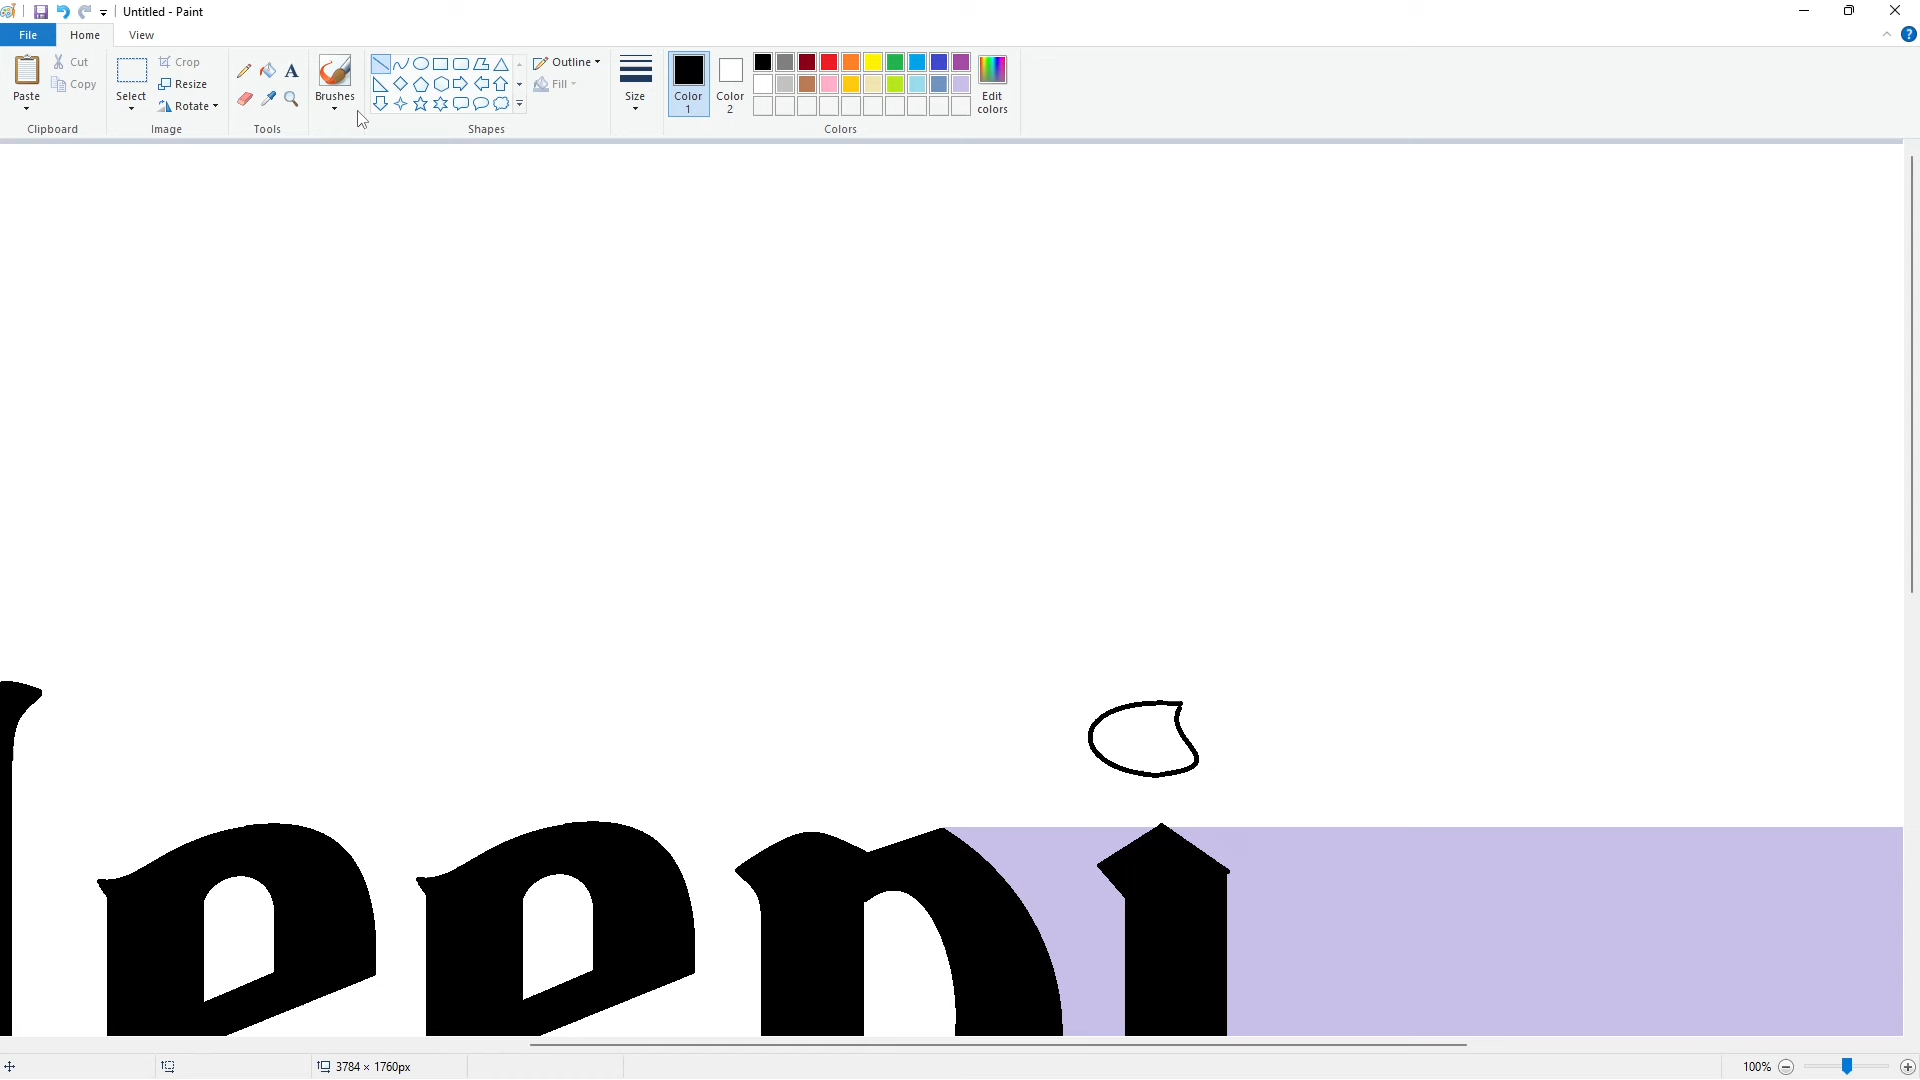 Untitled - Paint
File Home View
Paste
Cut
Copy
Clipboard
Select
Crop
Resize
Rotate
Image
Tools
Brushes
Shapes
Outline
Fill
Size
Color 1
Color 2
Edit colors
Colors
3784 × 1760px
100%